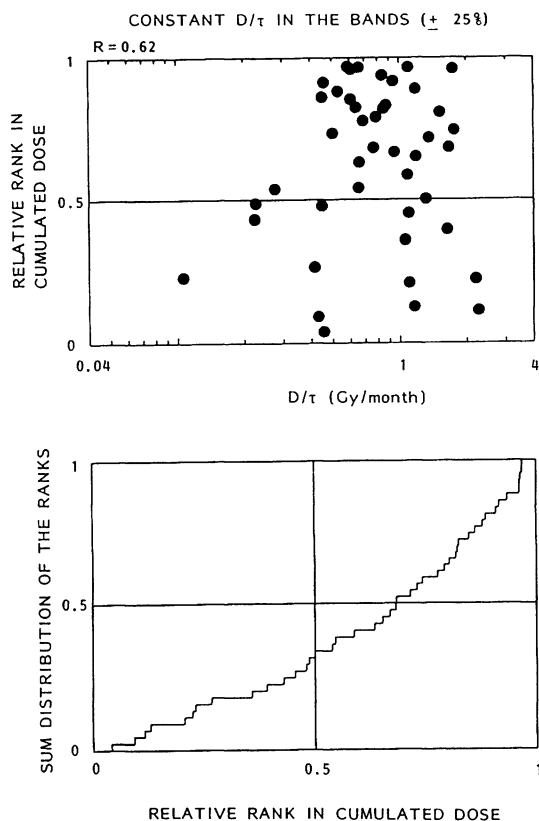 CONSTANT D/τ IN THE BANDS (± 25%)
R = 0.62
1
RELATIVE RANK IN
CUMULATED DOSE
0.5
0
0.04
1
4
D/τ (Gy/month)
1
SUM DISTRIBUTION OF THE RANKS
0.5
0
0
0.5
1
RELATIVE RANK IN CUMULATED DOSE